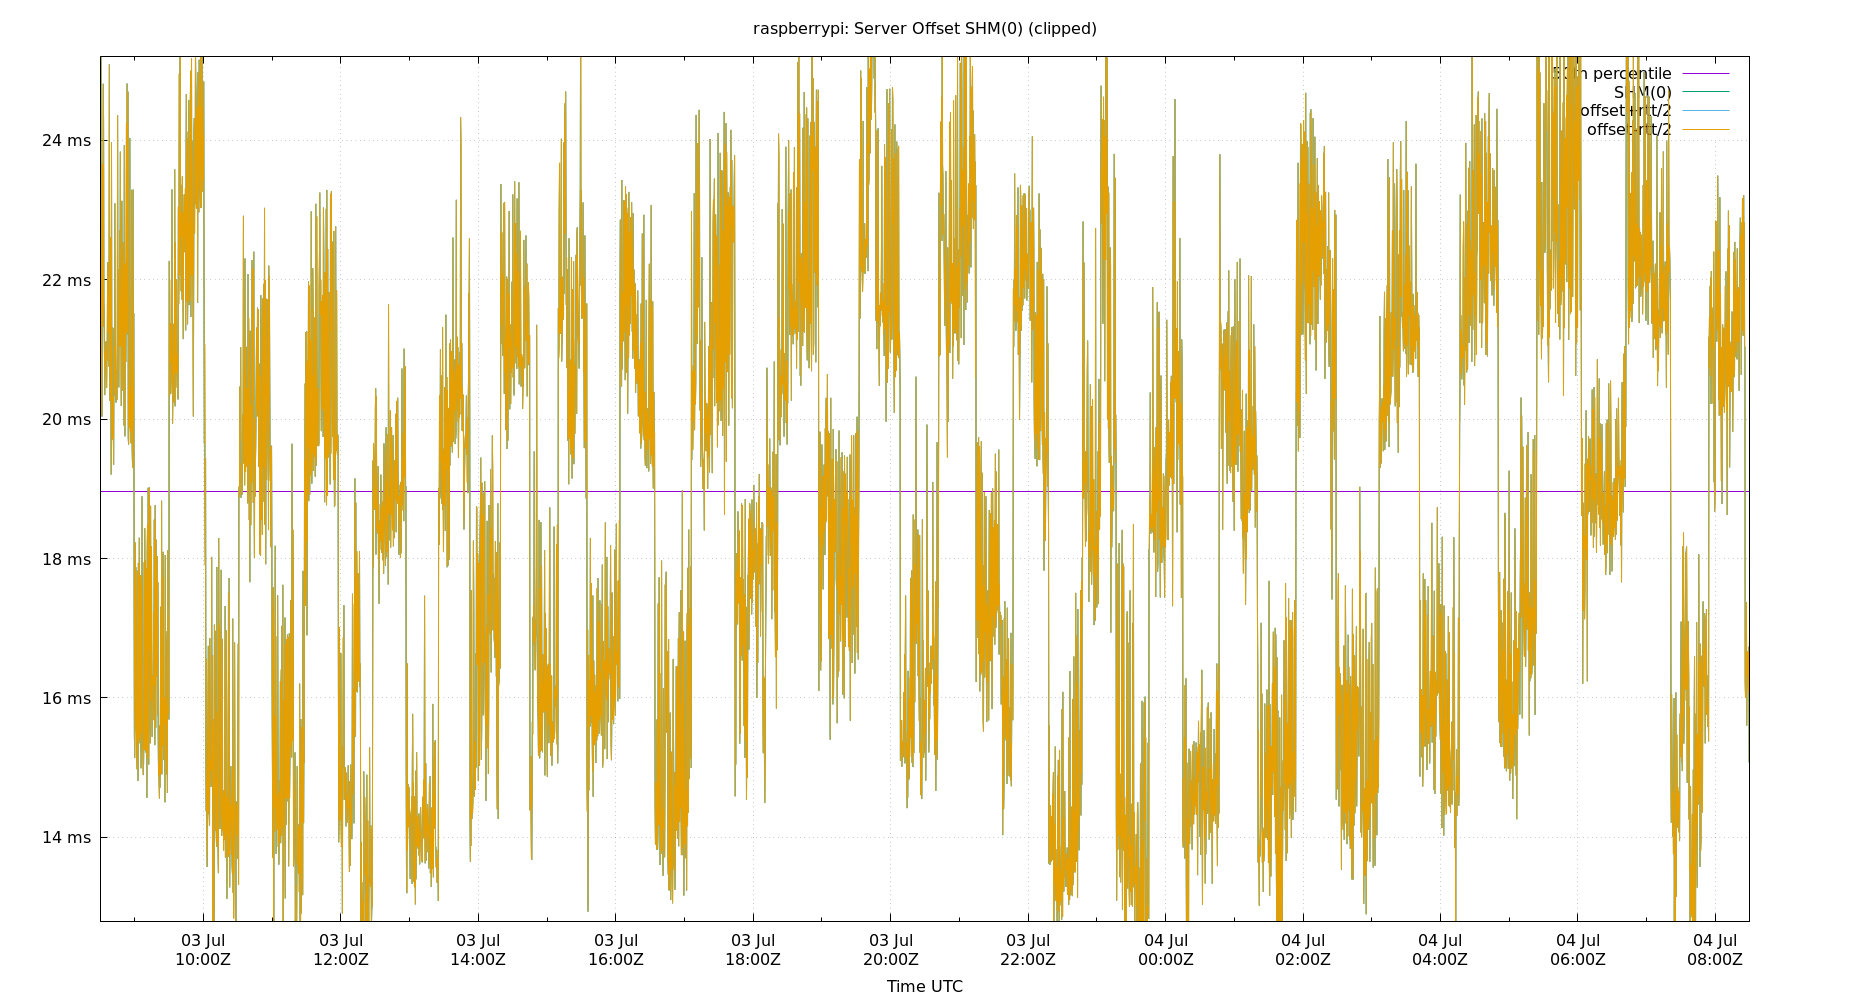 raspberrypi: Server Offset SHM(0) (clipped)
50th percentile
SHM(0)
offset+rtt/2
offset-rtt/2
24 ms
22 ms
20 ms
18 ms
16 ms
14 ms
03 Jul 03 Jul 03 Jul 03 Jul 03 Jul 03 Jul 03 Jul 04 Jul 04 Jul 04 Jul 04 Jul 04 Jul
10:00Z 12:00Z 14:00Z 16:00Z 18:00Z 20:00Z 22:00Z 00:00Z 02:00Z 04:00Z 06:00Z 08:00Z
Time UTC